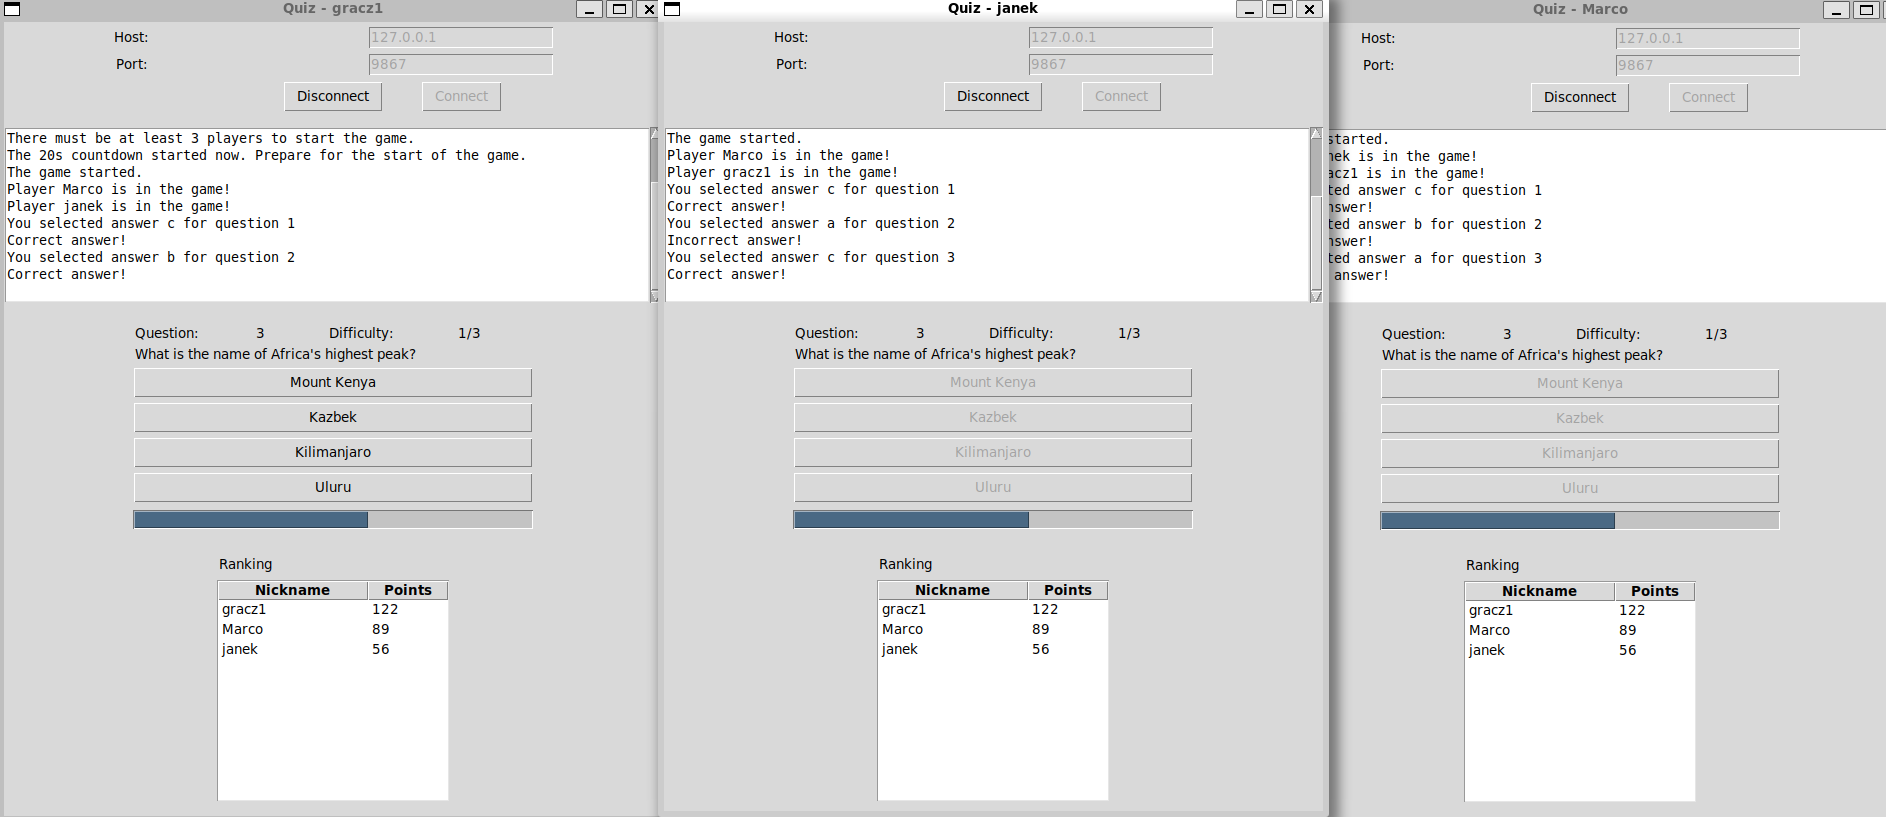 Quiz - gracz1
Host:
127.0.0.1
Port:
9867
Disconnect
Connect
There must be at least 3 players to start the game.
The 20s countdown started now. Prepare for the start of the game.
The game started.
Player Marco is in the game!
Player janek is in the game!
You selected answer c for question 1
Correct answer!
You selected answer b for question 2
Correct answer!
Question: 3 Difficulty: 1/3
What is the name of Africa's highest peak?
Mount Kenya
Kazbek
Kilimanjaro
Uluru
Ranking
Nickname Points
gracz1 122
Marco 89
janek 56
Quiz - janek
Host:
127.0.0.1
Port:
9867
Disconnect
Connect
The game started.
Player Marco is in the game!
Player gracz1 is in the game!
You selected answer c for question 1
Correct answer!
You selected answer a for question 2
Incorrect answer!
You selected answer c for question 3
Correct answer!
Question: 3 Difficulty: 1/3
What is the name of Africa's highest peak?
Mount Kenya
Kazbek
Kilimanjaro
Uluru
Ranking
Nickname Points
gracz1 122
Marco 89
janek 56
Quiz - Marco
Host:
127.0.0.1
Port:
9867
Disconnect
Connect
started.
nek is in the game!
acz1 is in the game!
ted answer c for question 1
nswer!
ted answer b for question 2
nswer!
ted answer a for question 3
answer!
Question: 3 Difficulty: 1/3
What is the name of Africa's highest peak?
Mount Kenya
Kazbek
Kilimanjaro
Uluru
Ranking
Nickname Points
gracz1 122
Marco 89
janek 56